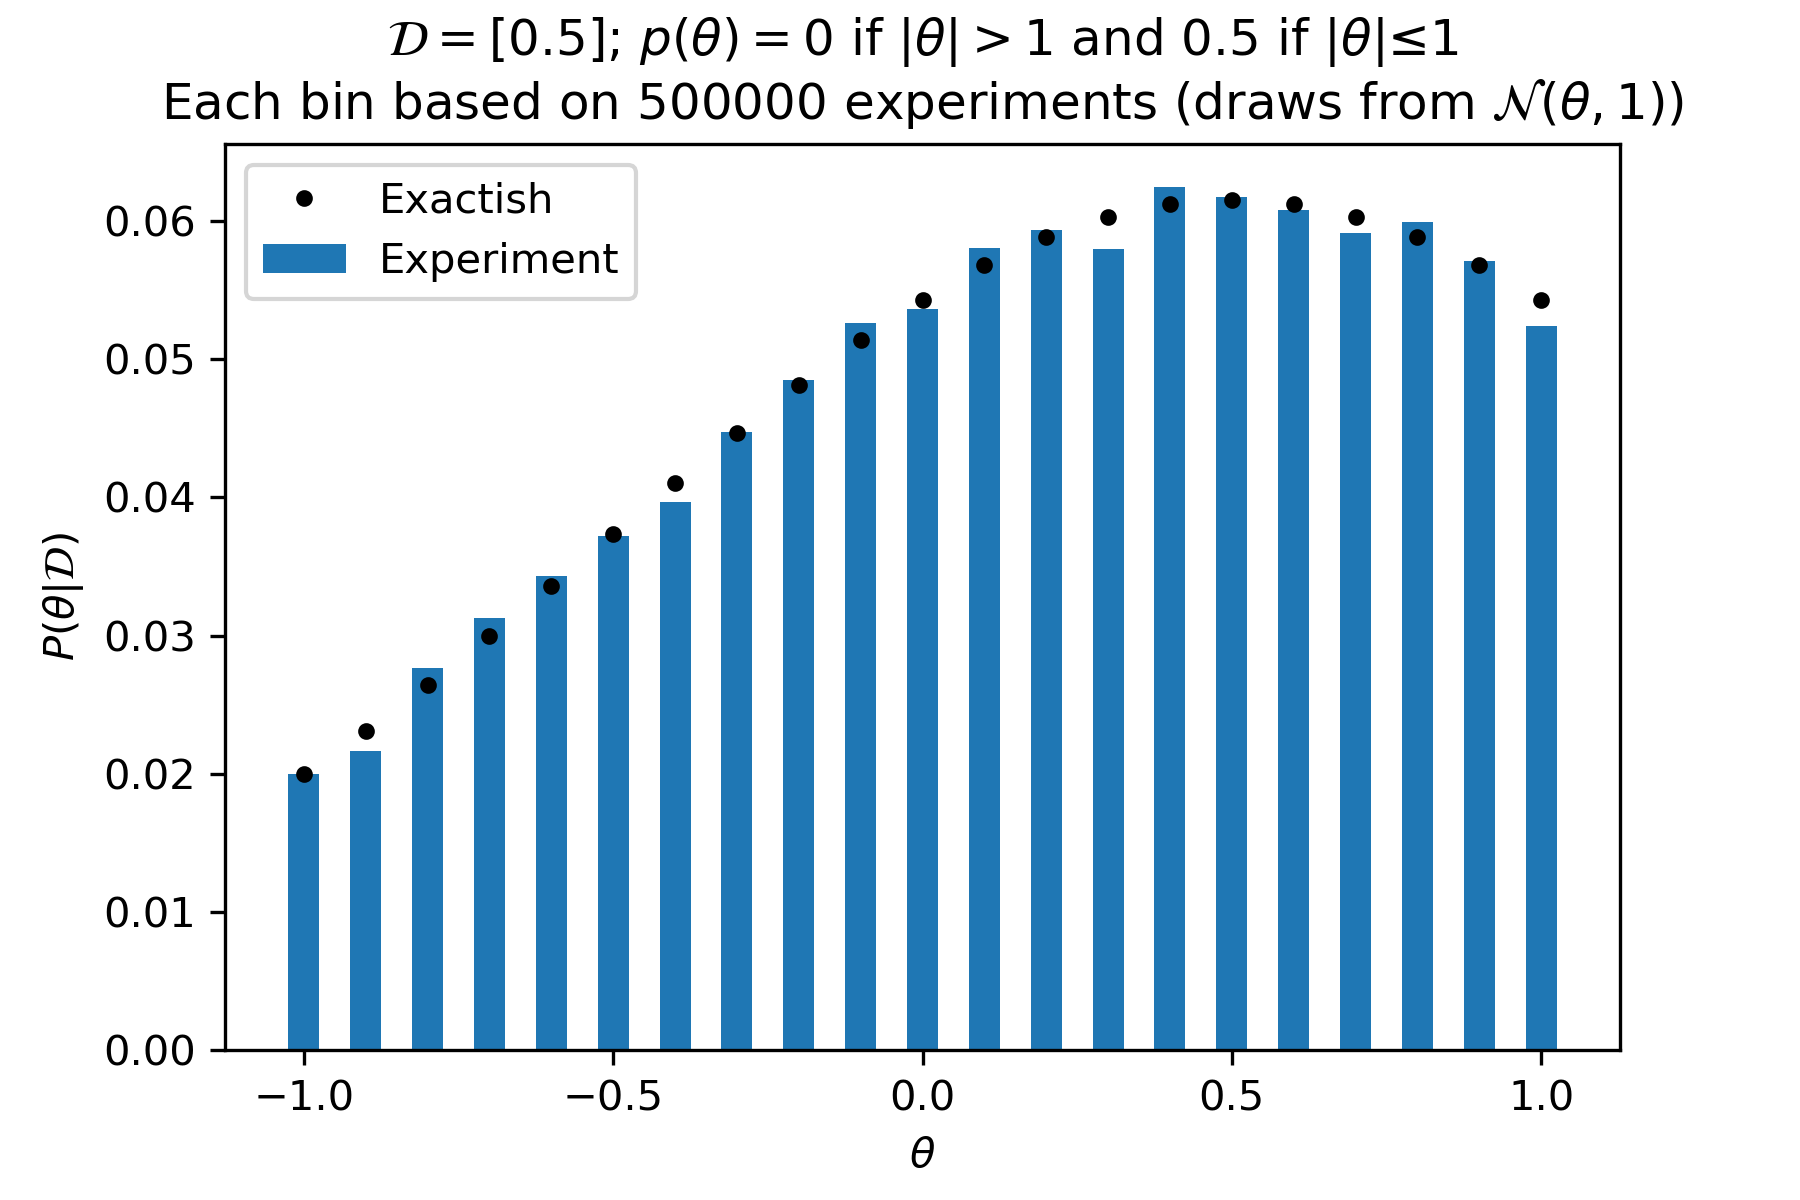 𝒟 = [0.5]; p(θ) = 0 if |θ| > 1 and 0.5 if |θ|≤1
Each bin based on 500000 experiments (draws from 𝒩(θ, 1))
Exactish
Experiment
P(θ|𝒟)
0.06
0.05
0.04
0.03
0.02
0.01
0.00
−1.0 −0.5 0.0 0.5 1.0
θ